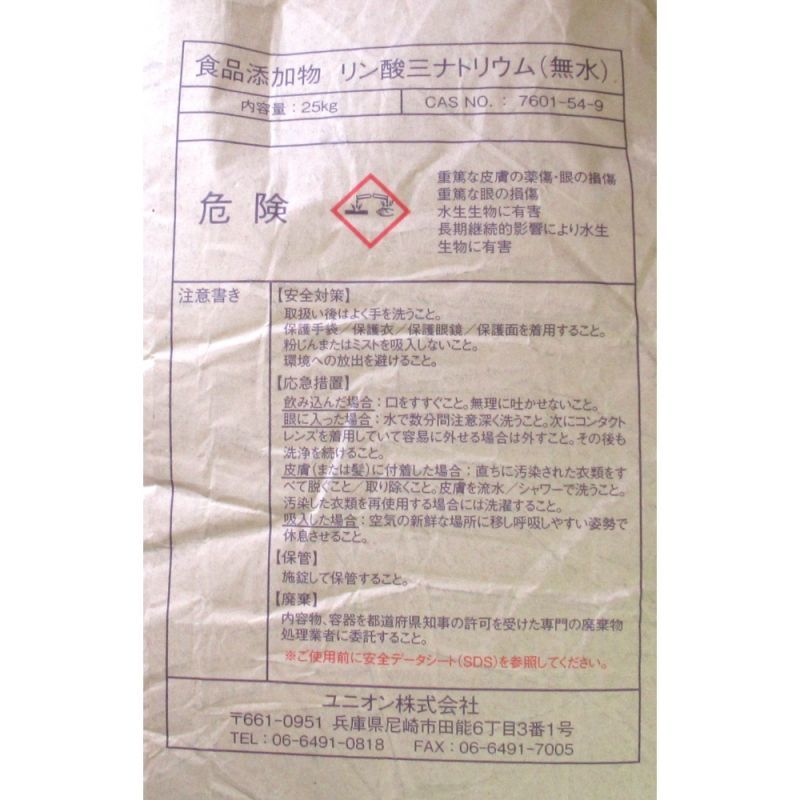 食品添加物 リン酸三ナトリウム(無水)
内容量:25kg CAS NO.: 7601-54-9
危険
重篤な皮膚の薬傷・眼の損傷
重篤な眼の損傷
水生生物に有害
長期継続的影響により水生
生物に有害
注意書き
【安全対策】
取扱い後はよく手を洗うこと。
保護手袋/保護衣/保護眼鏡/保護面を着用すること。
粉じんまたはミストを吸入しないこと。
環境への放出を避けること。
【応急措置】
飲み込んだ場合:口をすすぐこと。無理に吐かせないこと。
眼に入った場合:水で数分間注意深く洗うこと。次にコンタクト
レンズを着用していて容易に外せる場合は外すこと。その後も
洗浄を続けること。
皮膚(または髪)に付着した場合:直ちに汚染された衣類をす
べて脱ぐこと/取り除くこと。皮膚を流水/シャワーで洗うこと。
汚染した衣類を再使用する場合には洗濯すること。
吸入した場合:空気の新鮮な場所に移し呼吸しやすい姿勢で
休息させること。
【保管】
施錠して保管すること。
【廃棄】
内容物、容器を都道府県知事の許可を受けた専門の廃棄物
処理業者に委託すること。
※ご使用前に安全データシート(SDS)を参照してください。
ユニオン株式会社
〒661-0951 兵庫県尼崎市田能6丁目3番1号
TEL:06-6491-0818 FAX:06-6491-7005